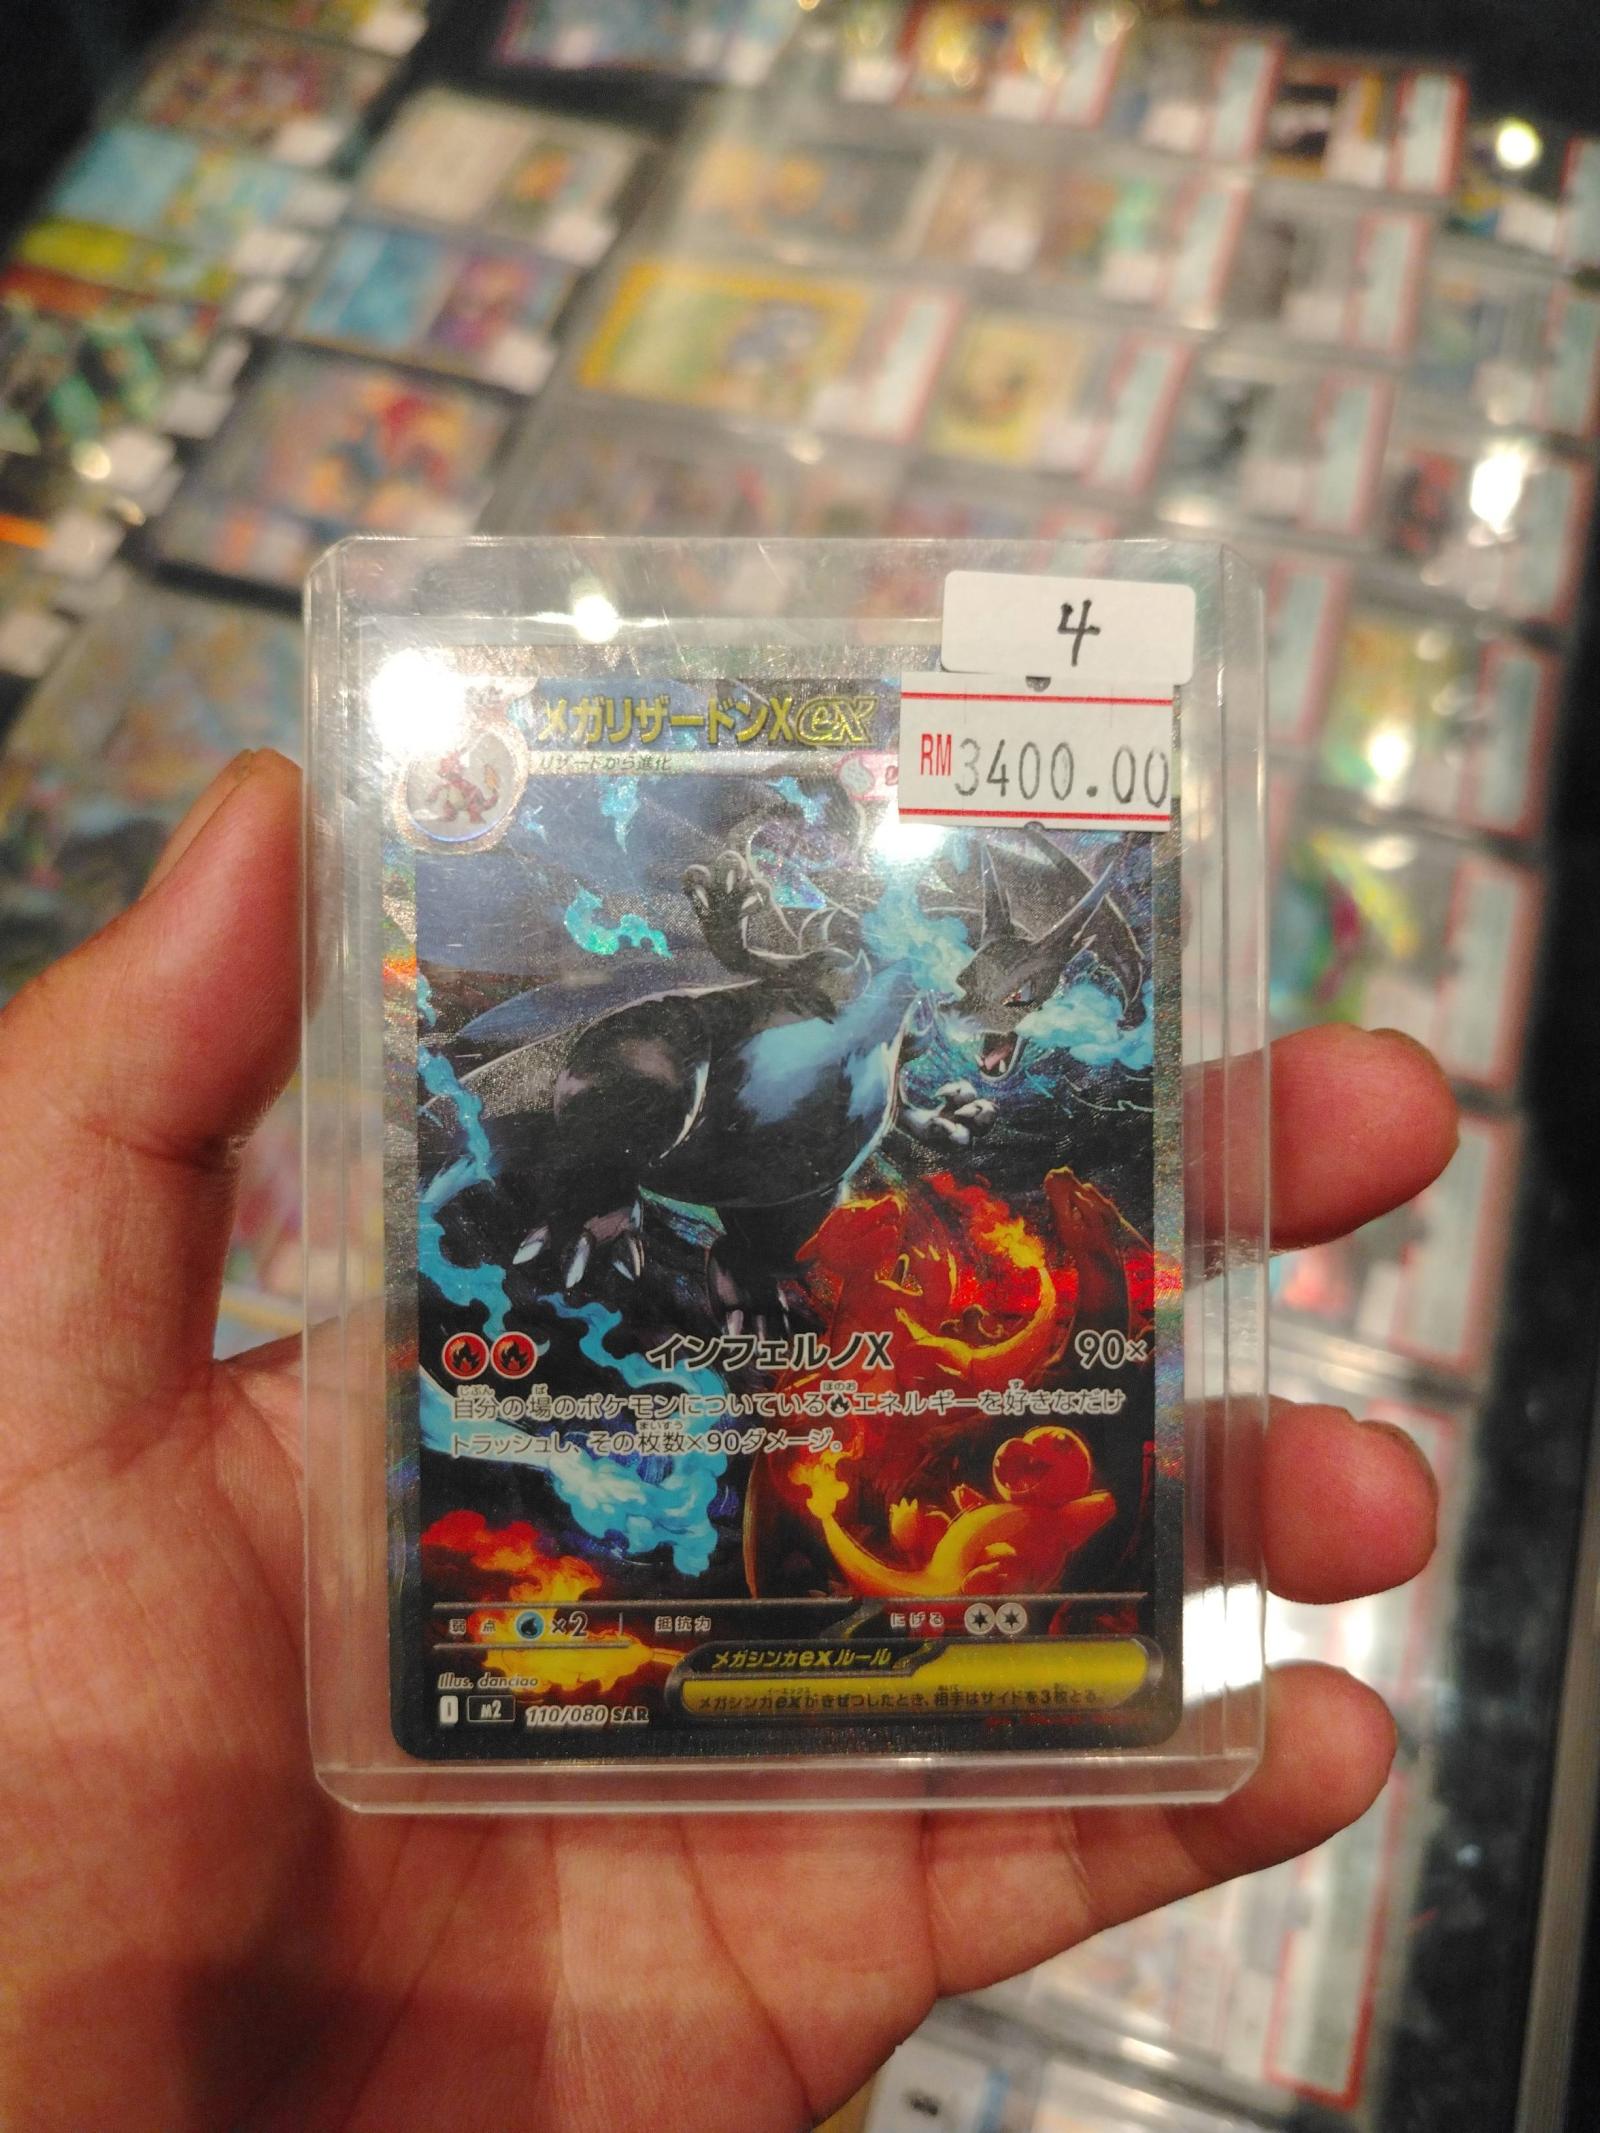 4
RM3400.00
メガリザードンXex
リザードから進化
インフェルノX 90×
自分の場のポケモンについているエネルギーを好きなだけ
トラッシュし、その枚数×90ダメージ。
弱点 ×2 抵抗力 にげる
メガシンカexルール
メガシンカexがきぜつしたとき、相手はサイドを3枚とる。
Illus. danciao
I M2 110/080 SAR